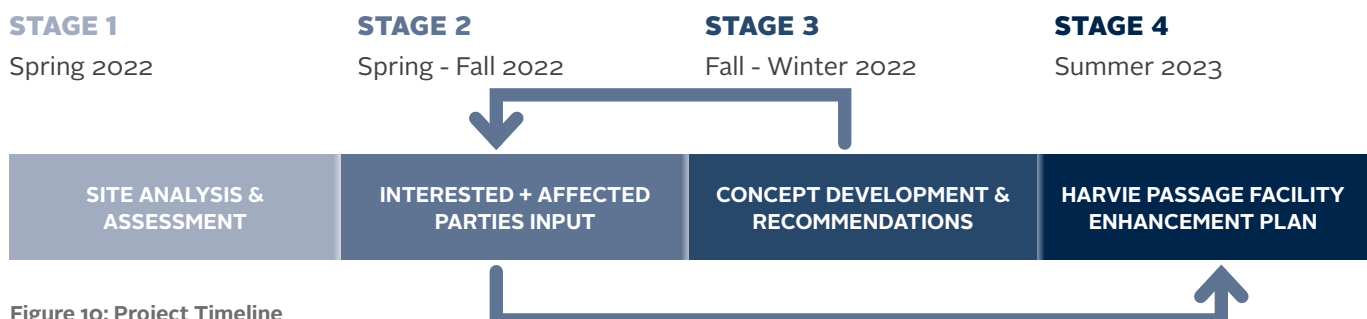 STAGE 1
Spring 2022
STAGE 2
Spring - Fall 2022
STAGE 3
Fall - Winter 2022
STAGE 4
Summer 2023
SITE ANALYSIS &
ASSESSMENT
INTERESTED + AFFECTED
PARTIES INPUT
CONCEPT DEVELOPMENT &
RECOMMENDATIONS
HARVIE PASSAGE FACILITY
ENHANCEMENT PLAN
Figure 10: Project Timeline